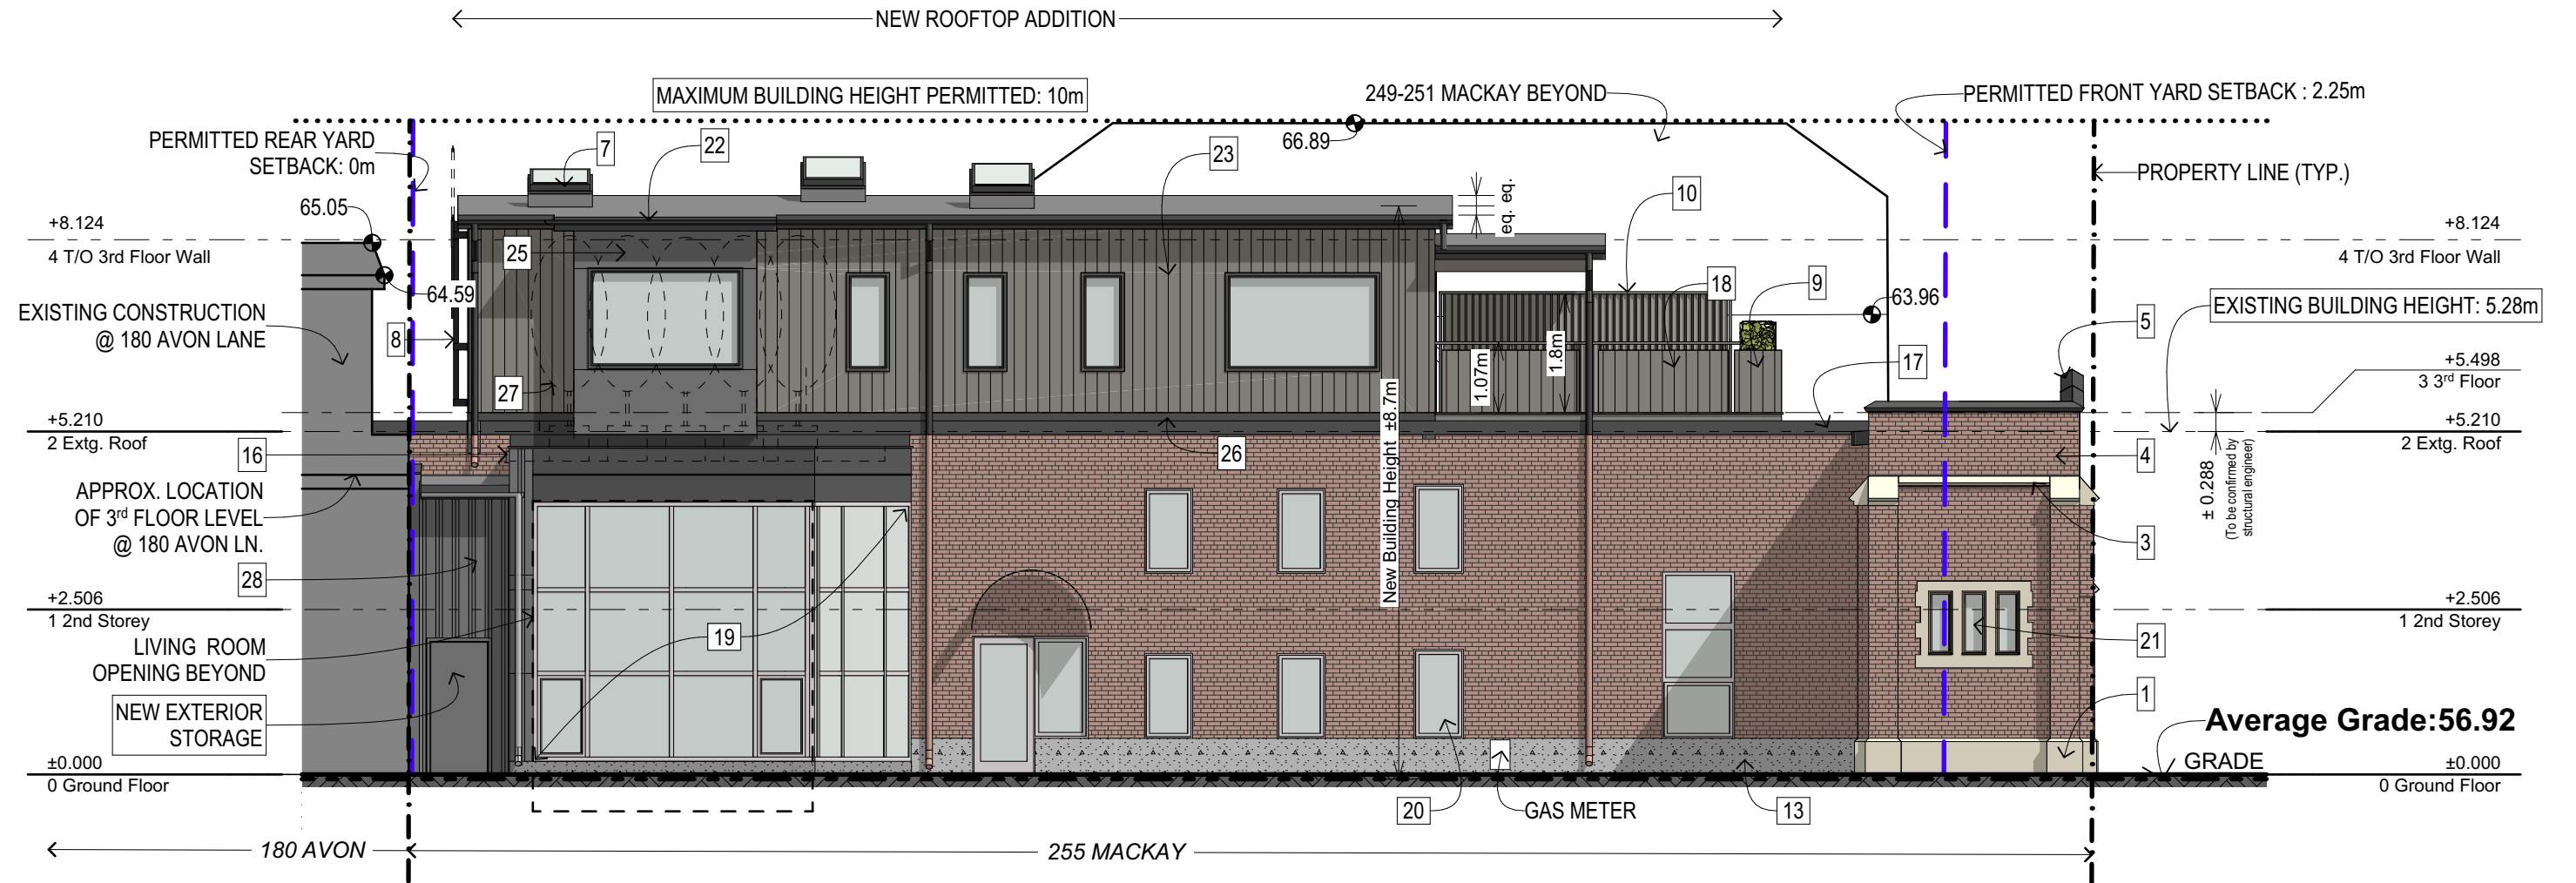 NEW ROOFTOP ADDITION
MAXIMUM BUILDING HEIGHT PERMITTED: 10m
249-251 MACKAY BEYOND
PERMITTED FRONT YARD SETBACK : 2.25m
PERMITTED REAR YARD
SETBACK: 0m
66.89
7
22
23
PROPERTY LINE (TYP.)
65.05
10
eq. eq.
+8.124
4 T/O 3rd Floor Wall
+8.124
4 T/O 3rd Floor Wall
25
64.59
18
9
63.96
EXISTING BUILDING HEIGHT: 5.28m
EXISTING CONSTRUCTION
@ 180 AVON LANE
8
5
1.07m
1.8m
17
+5.498
3 3rd Floor
27
New Building Height ±8.7m
+5.210
2 Extg. Roof
+5.210
2 Extg. Roof
16
26
4
± 0.288
(To be confirmed by
structural engineer)
APPROX. LOCATION
OF 3rd FLOOR LEVEL
@ 180 AVON LN.
3
28
+2.506
1 2nd Storey
+2.506
1 2nd Storey
19
21
LIVING ROOM
OPENING BEYOND
1
NEW EXTERIOR
STORAGE
Average Grade:56.92
GRADE
±0.000
0 Ground Floor
±0.000
0 Ground Floor
20
GAS METER
13
180 AVON
255 MACKAY